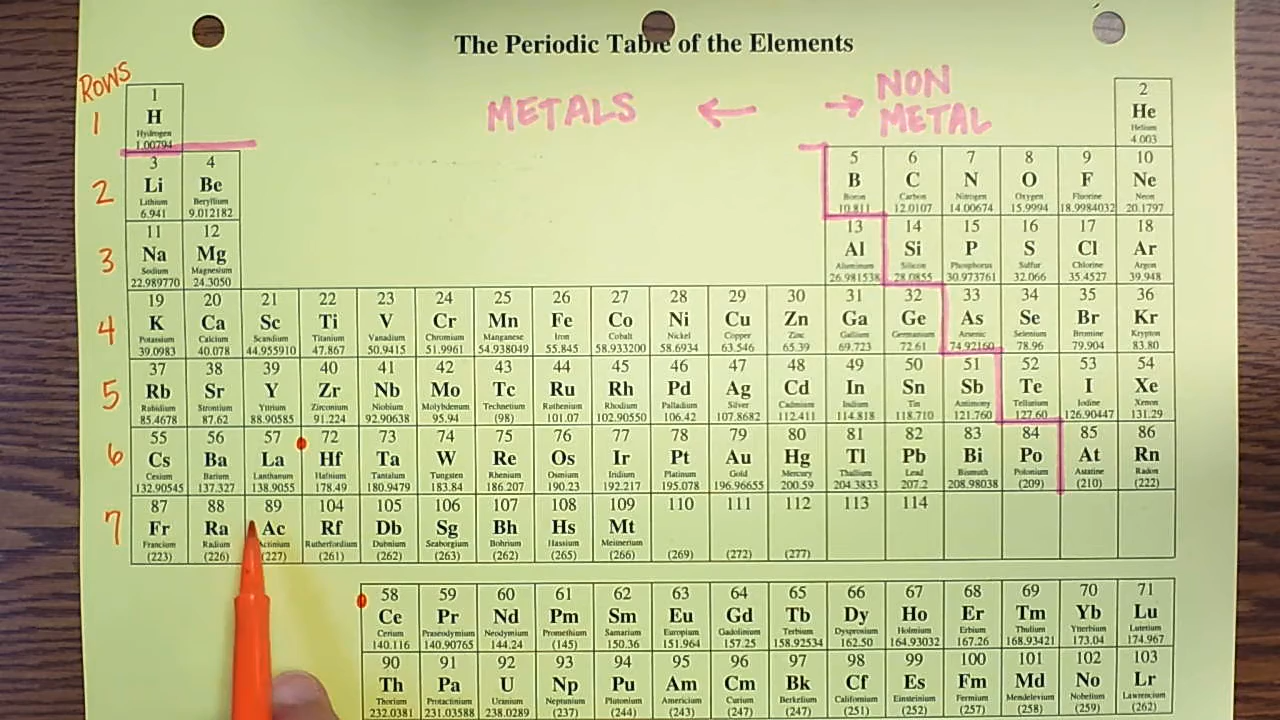 The Periodic Table of the Elements
ROWS
METALS ← → NON METAL
1
1 2
H He
Hydrogen Helium
1.00794 4.003
2
3 4 5 6 7 8 9 10
Li Be B C N O F Ne
Lithium Beryllium Boron Carbon Nitrogen Oxygen Fluorine Neon
6.941 9.012182 10.811 12.0107 14.00674 15.9994 18.9984032 20.1797
3
11 12 13 14 15 16 17 18
Na Mg Al Si P S Cl Ar
Sodium Magnesium Aluminum Silicon Phosphorus Sulfur Chlorine Argon
22.989770 24.3050 26.981538 28.0855 30.973761 32.066 35.4527 39.948
4
19 20 21 22 23 24 25 26 27 28 29 30 31 32 33 34 35 36
K Ca Sc Ti V Cr Mn Fe Co Ni Cu Zn Ga Ge As Se Br Kr
Potassium Calcium Scandium Titanium Vanadium Chromium Manganese Iron Cobalt Nickel Copper Zinc Gallium Germanium Arsenic Selenium Bromine Krypton
39.0983 40.078 44.955910 47.867 50.9415 51.9961 54.938049 55.845 58.933200 58.6934 63.546 65.39 69.723 72.61 74.92160 78.96 79.904 83.80
5
37 38 39 40 41 42 43 44 45 46 47 48 49 50 51 52 53 54
Rb Sr Y Zr Nb Mo Tc Ru Rh Pd Ag Cd In Sn Sb Te I Xe
Rubidium Strontium Yttrium Zirconium Niobium Molybdenum Technetium Ruthenium Rhodium Palladium Silver Cadmium Indium Tin Antimony Tellurium Iodine Xenon
85.4678 87.62 88.90585 91.224 92.90638 95.94 (98) 101.07 102.90550 106.42 107.8682 112.411 114.818 118.710 121.760 127.60 126.90447 131.29
6
55 56 57 72 73 74 75 76 77 78 79 80 81 82 83 84 85 86
Cs Ba La Hf Ta W Re Os Ir Pt Au Hg Tl Pb Bi Po At Rn
Cesium Barium Lanthanum Hafnium Tantalum Tungsten Rhenium Osmium Iridium Platinum Gold Mercury Thallium Lead Bismuth Polonium Astatine Radon
132.90545 137.327 138.9055 178.49 180.9479 183.84 186.207 190.23 192.217 195.078 196.96655 200.59 204.3833 207.2 208.98038 (209) (210) (222)
7
87 88 89 104 105 106 107 108 109 110 111 112 113 114
Fr Ra Ac Rf Db Sg Bh Hs Mt
Francium Radium Actinium Rutherfordium Dubnium Seaborgium Bohrium Hassium Meitnerium
(223) (226) (227) (261) (262) (263) (262) (265) (266) (269) (272) (277)
58 59 60 61 62 63 64 65 66 67 68 69 70 71
Ce Pr Nd Pm Sm Eu Gd Tb Dy Ho Er Tm Yb Lu
Cerium Praseodymium Neodymium Promethium Samarium Europium Gadolinium Terbium Dysprosium Holmium Erbium Thulium Ytterbium Lutetium
140.116 140.90765 144.24 (145) 150.36 151.964 157.25 158.92534 162.50 164.93032 167.26 168.93421 173.04 174.967
90 91 92 93 94 95 96 97 98 99 100 101 102 103
Th Pa U Np Pu Am Cm Bk Cf Es Fm Md No Lr
Thorium Protactinium Uranium Neptunium Plutonium Americium Curium Berkelium Californium Einsteinium Fermium Mendelevium Nobelium Lawrencium
232.0381 231.03588 238.0289 (237) (244) (243) (247) (247) (251) (252) (257) (258) (259) (262)